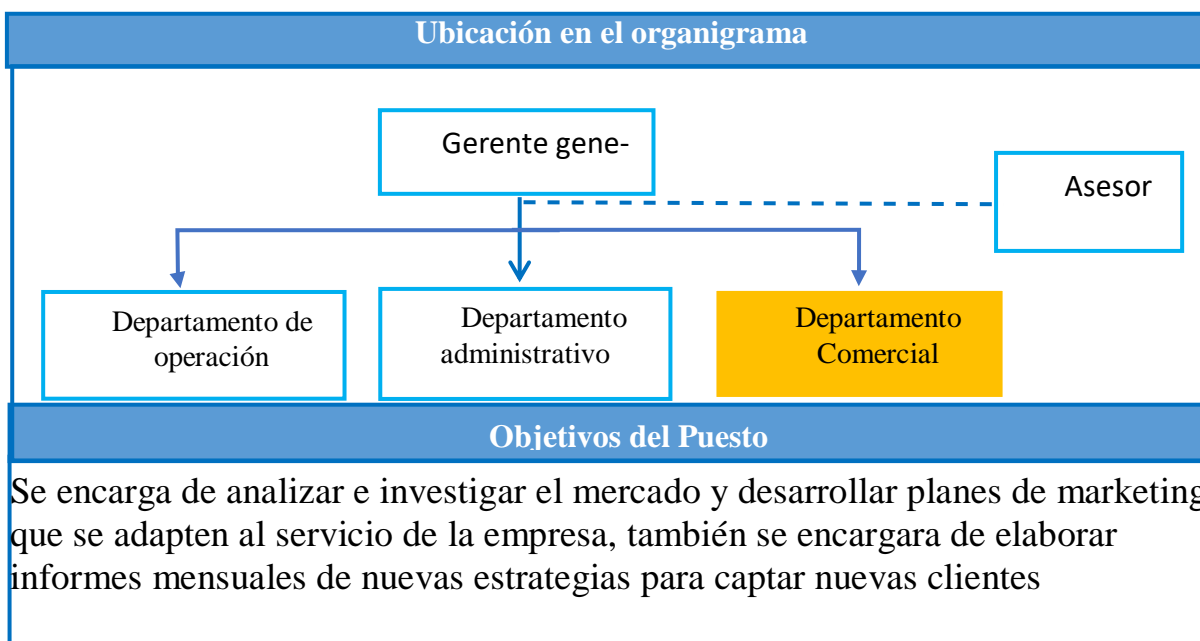 Ubicación en el organigrama
Gerente gene-
Asesor
Departamento de
operación
Departamento
administrativo
Departamento
Comercial
Objetivos del Puesto
Se encarga de analizar e investigar el mercado y desarrollar planes de marketing
que se adapten al servicio de la empresa, también se encargara de elaborar
informes mensuales de nuevas estrategias para captar nuevas clientes